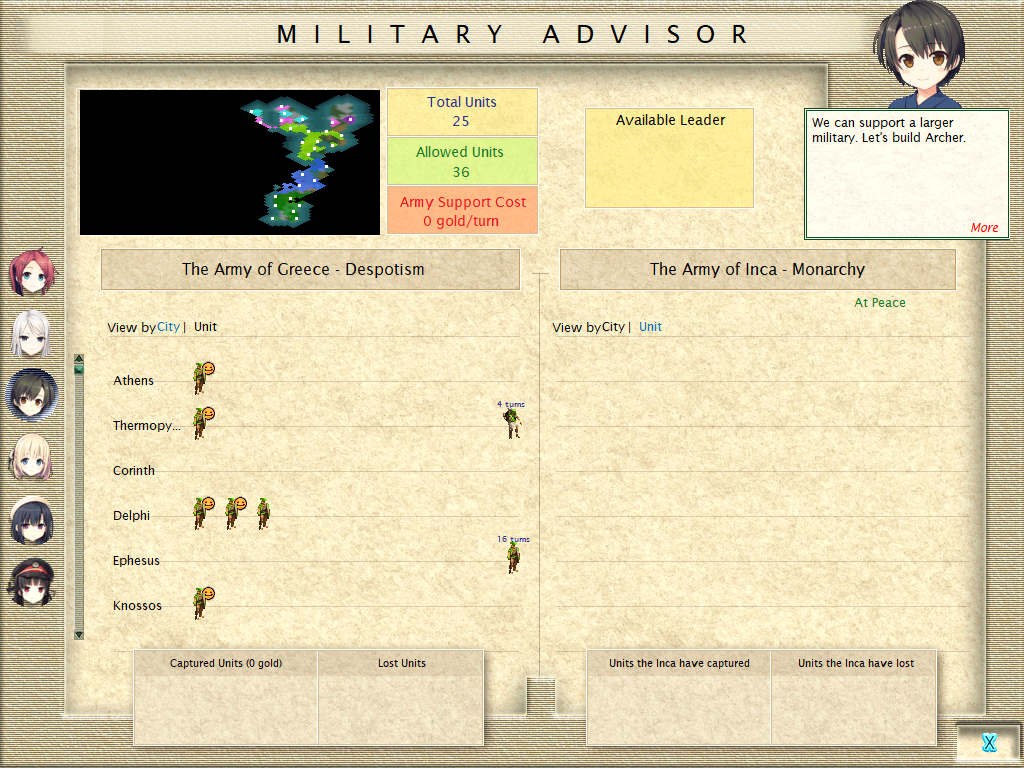 MILITARY ADVISOR
Total Units
25
Allowed Units
36
Army Support Cost
0 gold/turn
Available Leader
We can support a larger
military. Let's build Archer.
More
The Army of Greece - Despotism
View by City | Unit
Athens
Thermopy...
4 turns
Corinth
Delphi
Ephesus
16 turns
Knossos
Captured Units (0 gold)
Lost Units
The Army of Inca - Monarchy
At Peace
View by City | Unit
Units the Inca have captured
Units the Inca have lost
X